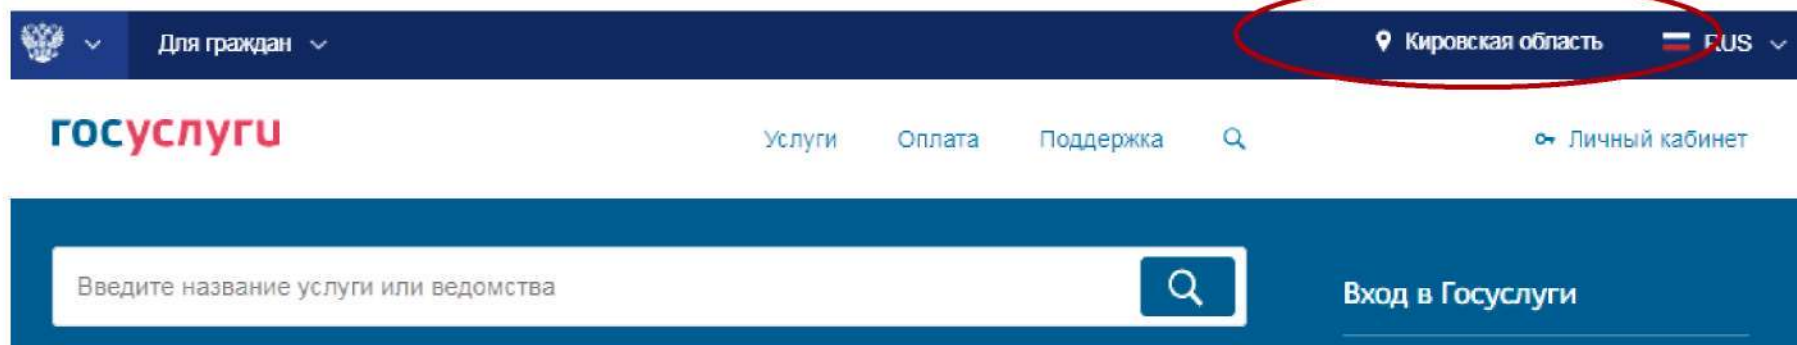 Для граждан
Кировская область
RUS
госуслуги
Услуги Оплата Поддержка
Личный кабинет
Введите название услуги или ведомства
Вход в Госуслуги